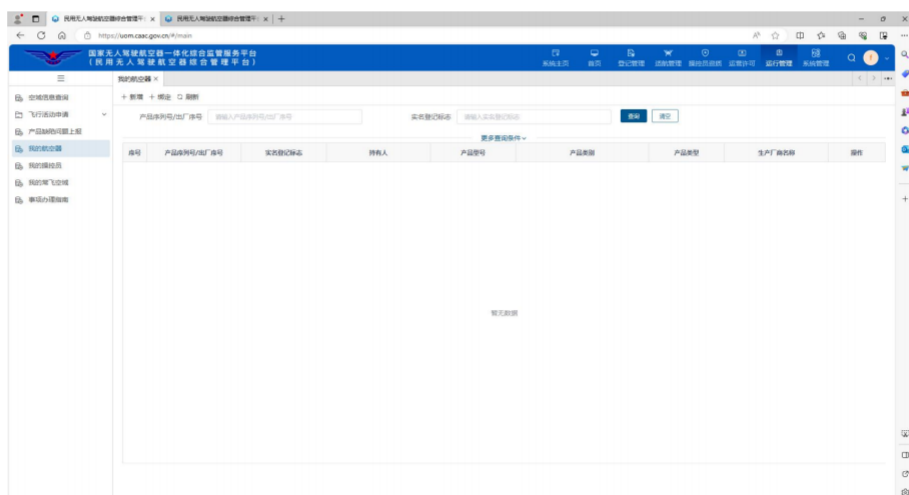 民用无人驾驶航空器综合管理平
民用无人驾驶航空器综合管理平
https://uom.caac.gov.cn/#/main
国家无人驾驶航空器一体化综合监管服务平台
(民用无人驾驶航空器综合管理平台)
系统主页 首页 登记管理 适航管理 操控员资质 运营许可 运行管理 系统管理
我的航空器 ×
空域信息查询
飞行活动申请
产品缺陷问题上报
我的航空器
我的操控员
我的常飞空域
事项办理指南
+ 新增 + 绑定 刷新
产品序列号/出厂序号 请输入产品序列号/出厂序号 实名登记标志 请输入实名登记标志 查询 清空
更多查询条件
序号 产品序列号/出厂序号 实名登记标志 持有人 产品型号 产品类别 产品类型 生产厂商名称 操作
暂无数据